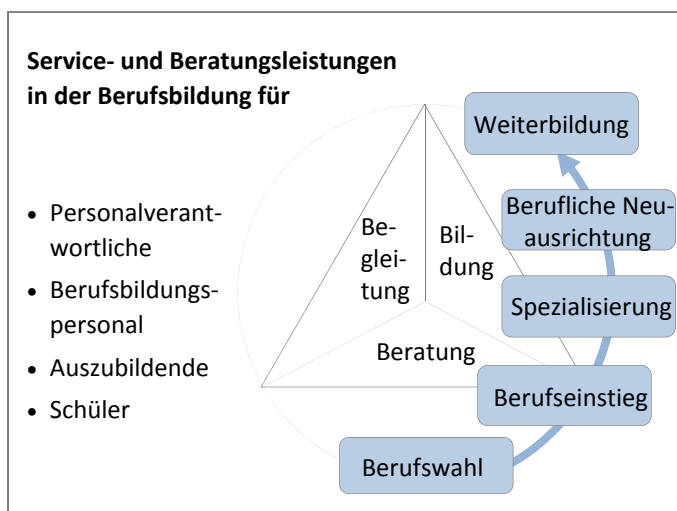 Service- und Beratungsleistungen
in der Berufsbildung für
• Personalverant-
wortliche
• Berufsbildungs-
personal
• Auszubildende
• Schüler
Be-
glei-
tung
Bil-
dung
Beratung
Weiterbildung
Berufliche Neu-
ausrichtung
Spezialisierung
Berufseinstieg
Berufswahl